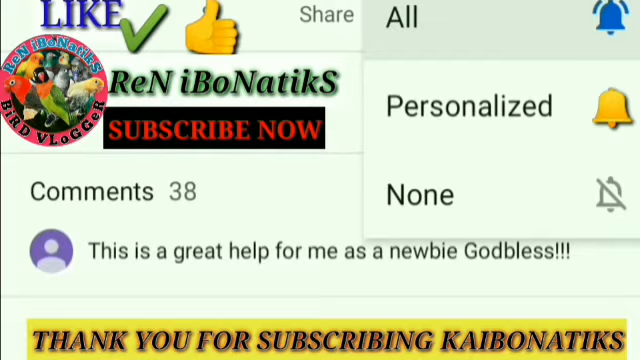 LIKE
Share
All
ReN iBoNatikS
BiRD VLoGGeR
ReN iBoNatikS
SUBSCRIBE NOW
Personalized
None
Comments 38
This is a great help for me as a newbie Godbless!!!
THANK YOU FOR SUBSCRIBING KAIBONATIKS